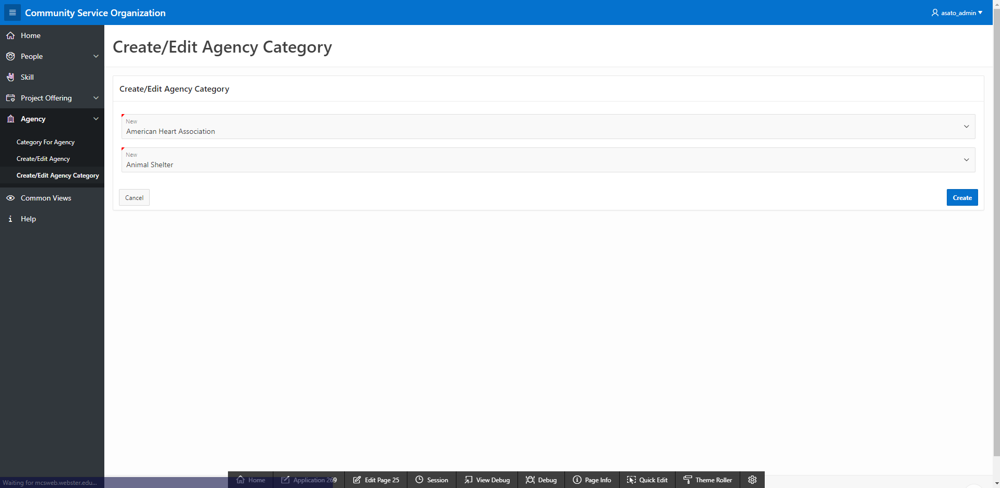 Community Service Organization
asato_admin
Home
People
Skill
Project Offering
Agency
Category For Agency
Create/Edit Agency
Create/Edit Agency Category
Common Views
Help
Create/Edit Agency Category
Create/Edit Agency Category
New
American Heart Association
New
Animal Shelter
Cancel
Create
Waiting for mcsweb.webster.edu...
Home
Application 269
Edit Page 25
Session
View Debug
Debug
Page Info
Quick Edit
Theme Roller